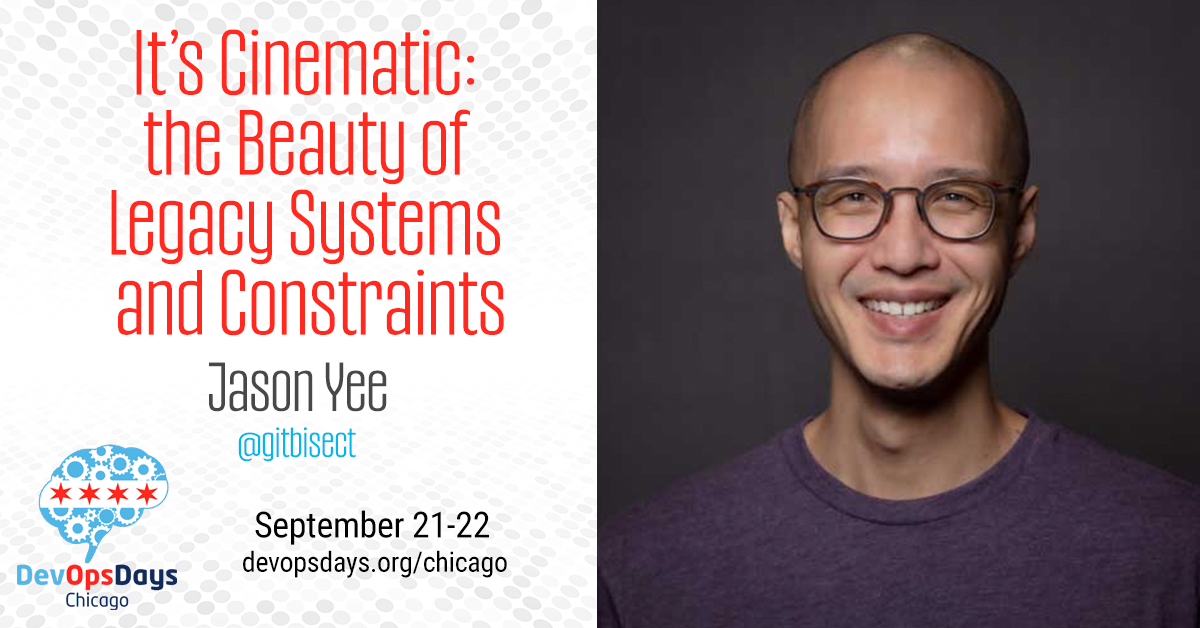 It's Cinematic:
the Beauty of
Legacy Systems
and Constraints
Jason Yee
@gitbisect
September 21-22
devopsdays.org/chicago
DevOpsDays
Chicago